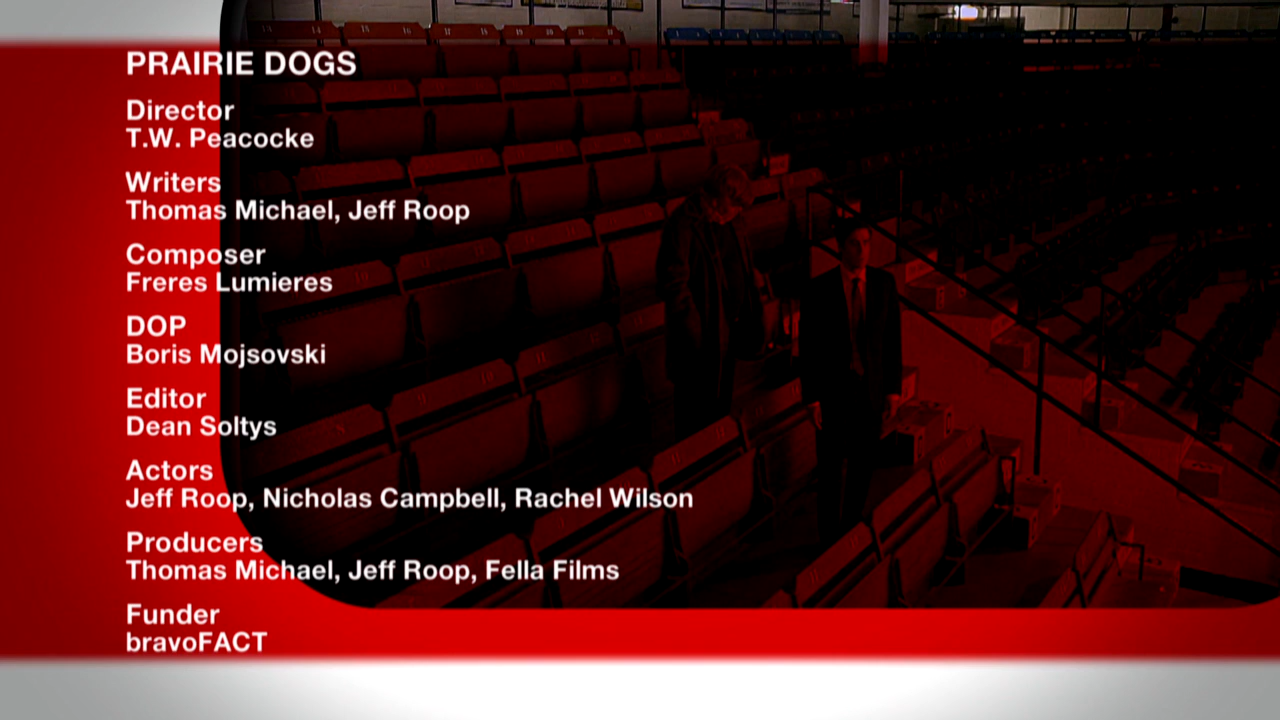 PRAIRIE DOGS
Director
T.W. Peacocke
Writers
Thomas Michael, Jeff Roop
Composer
Freres Lumieres
DOP
Boris Mojsovski
Editor
Dean Soltys
Actors
Jeff Roop, Nicholas Campbell, Rachel Wilson
Producers
Thomas Michael, Jeff Roop, Fella Films
Funder
bravoFACT